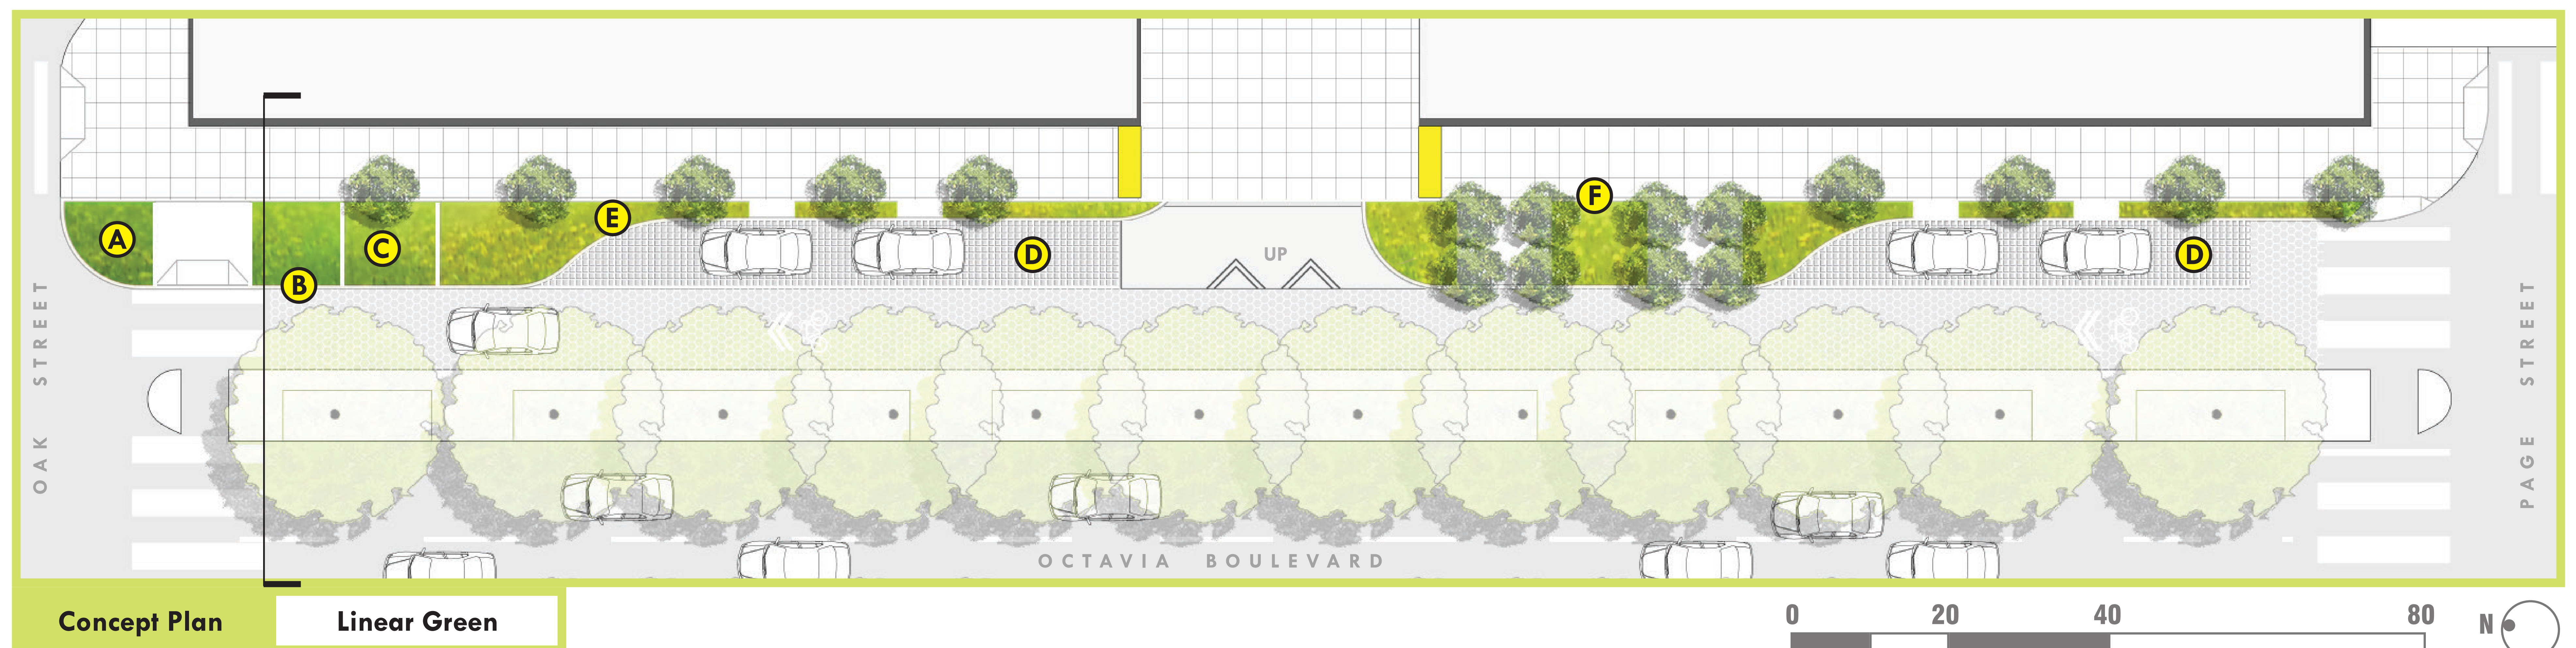 A
B
C
E
D
UP
F
D
OAK STREET
PAGE STREET
OCTAVIA BOULEVARD
Concept Plan
Linear Green
0 20 40 80
N